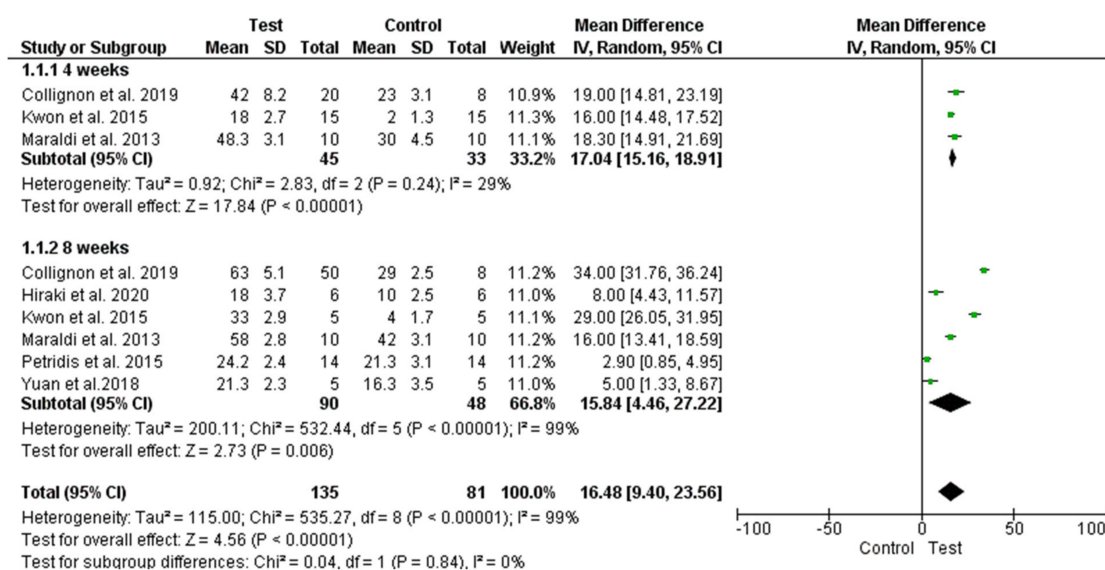 Test Control Mean Difference Mean Difference
Study or Subgroup Mean SD Total Mean SD Total Weight IV, Random, 95% CI IV, Random, 95% CI
1.1.1 4 weeks
Collignon et al. 2019 42 8.2 20 23 3.1 8 10.9% 19.00 [14.81, 23.19]
Kwon et al. 2015 18 2.7 15 2 1.3 15 11.3% 16.00 [14.48, 17.52]
Maraldi et al. 2013 48.3 3.1 10 30 4.5 10 11.1% 18.30 [14.91, 21.69]
Subtotal (95% CI) 45 33 33.2% 17.04 [15.16, 18.91]
Heterogeneity: Tau² = 0.92; Chi² = 2.83, df = 2 (P = 0.24); I² = 29%
Test for overall effect: Z = 17.84 (P < 0.00001)
1.1.2 8 weeks
Collignon et al. 2019 63 5.1 50 29 2.5 8 11.2% 34.00 [31.76, 36.24]
Hiraki et al. 2020 18 3.7 6 10 2.5 6 11.0% 8.00 [4.43, 11.57]
Kwon et al. 2015 33 2.9 5 4 1.7 5 11.1% 29.00 [26.05, 31.95]
Maraldi et al. 2013 58 2.8 10 42 3.1 10 11.2% 16.00 [13.41, 18.59]
Petridis et al. 2015 24.2 2.4 14 21.3 3.1 14 11.2% 2.90 [0.85, 4.95]
Yuan et al.2018 21.3 2.3 5 16.3 3.5 5 11.0% 5.00 [1.33, 8.67]
Subtotal (95% CI) 90 48 66.8% 15.84 [4.46, 27.22]
Heterogeneity: Tau² = 200.11; Chi² = 532.44, df = 5 (P < 0.00001); I² = 99%
Test for overall effect: Z = 2.73 (P = 0.006)
Total (95% CI) 135 81 100.0% 16.48 [9.40, 23.56]
Heterogeneity: Tau² = 115.00; Chi² = 535.27, df = 8 (P < 0.00001); I² = 99%
Test for overall effect: Z = 4.56 (P < 0.00001)
Test for subgroup differences: Chi² = 0.04, df = 1 (P = 0.84), I² = 0%
-100 -50 0 50 100
Control Test